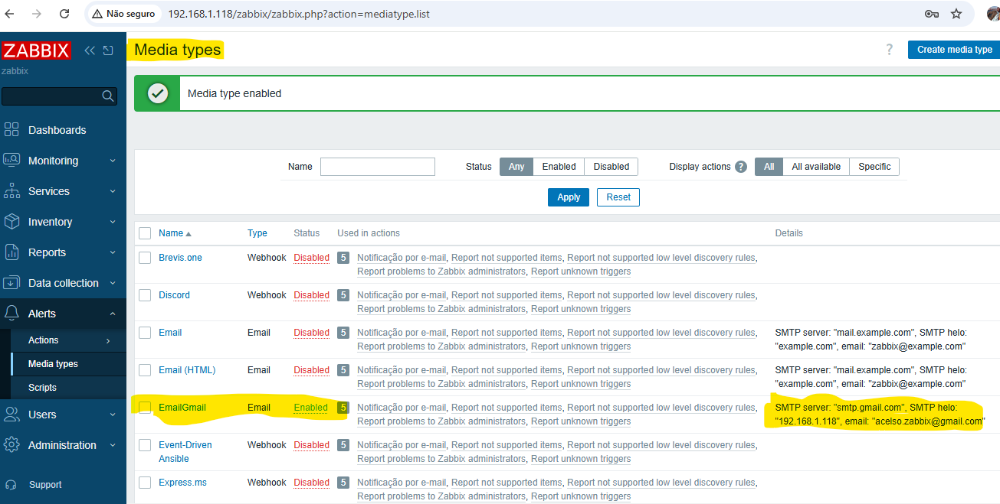 Não seguro 192.168.1.118/zabbix/zabbix.php?action=mediatype.list
ZABBIX
zabbix
Dashboards
Monitoring
Services
Inventory
Reports
Data collection
Alerts
Actions
Media types
Scripts
Users
Administration
Support
Media types
? Create media type
Media type enabled
Name Status Any Enabled Disabled Display actions ? All All available Specific
Apply Reset
Name Type Status Used in actions Details
Brevis.one Webhook Disabled 5 Notificação por e-mail, Report not supported items, Report not supported low level discovery rules,
Report problems to Zabbix administrators, Report unknown triggers
Discord Webhook Disabled 5 Notificação por e-mail, Report not supported items, Report not supported low level discovery rules,
Report problems to Zabbix administrators, Report unknown triggers
Email Email Disabled 5 Notificação por e-mail, Report not supported items, Report not supported low level discovery rules, SMTP server: "mail.example.com", SMTP helo:
Report problems to Zabbix administrators, Report unknown triggers "example.com", email: "zabbix@example.com"
Email (HTML) Email Disabled 5 Notificação por e-mail, Report not supported items, Report not supported low level discovery rules, SMTP server: "mail.example.com", SMTP helo:
Report problems to Zabbix administrators, Report unknown triggers "example.com", email: "zabbix@example.com"
EmailGmail Email Enabled 5 Notificação por e-mail, Report not supported items, Report not supported low level discovery rules, SMTP server: "smtp.gmail.com", SMTP helo:
Report problems to Zabbix administrators, Report unknown triggers "192.168.1.118", email: "acelso.zabbix@gmail.com"
Event-Driven Webhook Disabled 5 Notificação por e-mail, Report not supported items, Report not supported low level discovery rules,
Ansible Report problems to Zabbix administrators, Report unknown triggers
Express.ms Webhook Disabled 5 Notificação por e-mail, Report not supported items, Report not supported low level discovery rules,
Report problems to Zabbix administrators, Report unknown triggers